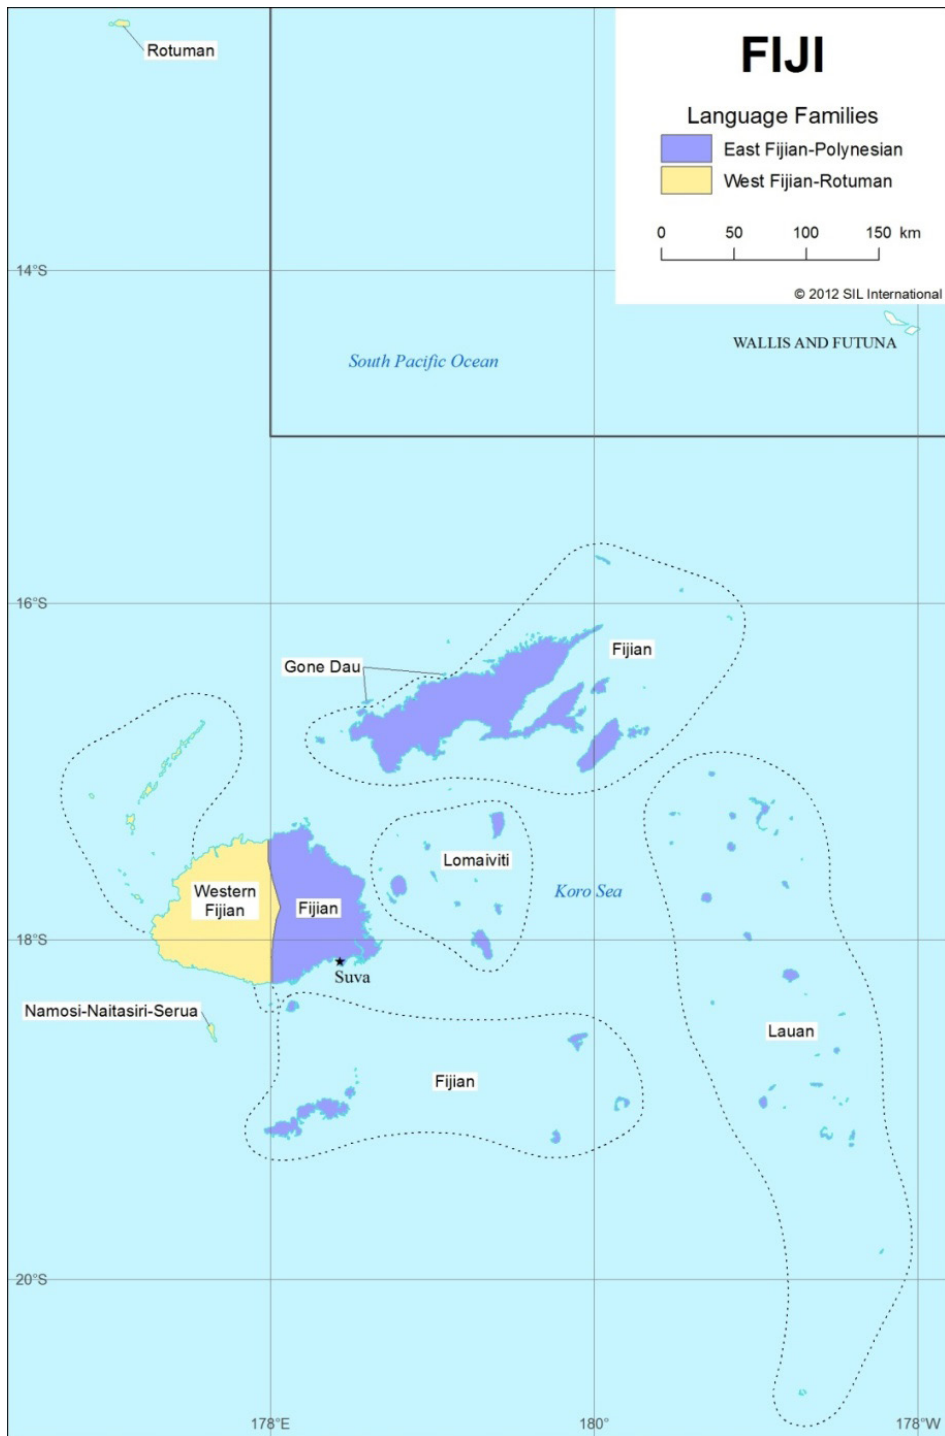 Rotuman
FIJI
Language Families
East Fijian-Polynesian
West Fijian-Rotuman
0 50 100 150 km
© 2012 SIL International
14°S
WALLIS AND FUTUNA
South Pacific Ocean
16°S
Fijian
Gone Dau
Lomaiviti
Koro Sea
Western
Fijian
Fijian
18°S
Suva
Namosi-Naitasiri-Serua
Lauan
Fijian
20°S
178°E 180° 178°W